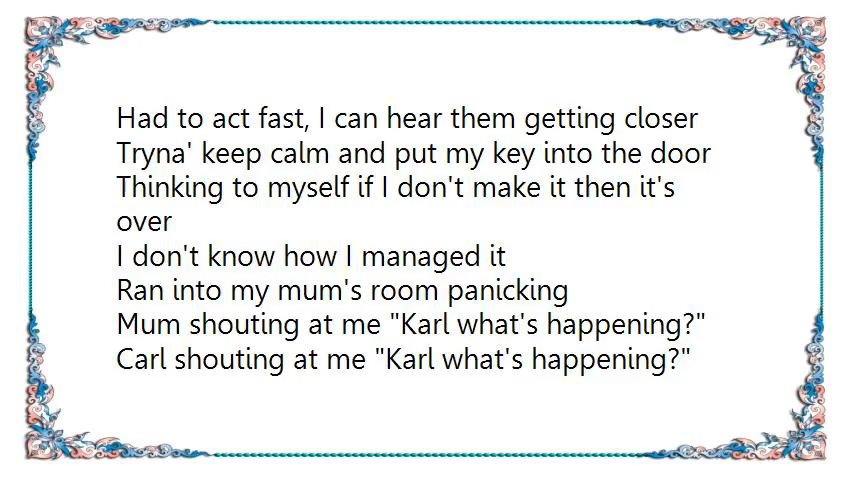 Had to act fast, I can hear them getting closer
Tryna' keep calm and put my key into the door
Thinking to myself if I don't make it then it's
over
I don't know how I managed it
Ran into my mum's room panicking
Mum shouting at me "Karl what's happening?"
Carl shouting at me "Karl what's happening?"